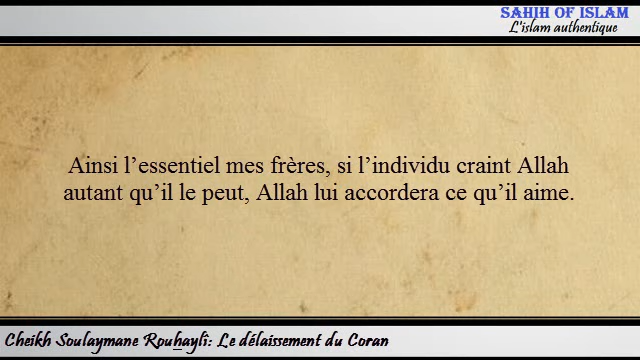 SAHIH OF ISLAM
L'islam authentique
Ainsi l'essentiel mes frères, si l'individu craint Allah
autant qu'il le peut, Allah lui accordera ce qu'il aime.
Cheikh Soulaymane Rouhayli: Le délaissement du Coran